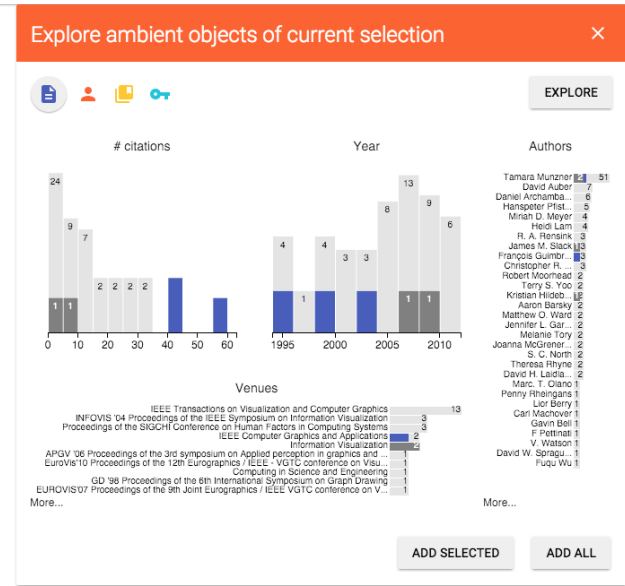 Explore ambient objects of current selection
EXPLORE
# citations
24
9
7
2 2 2 2
1 1
0 10 20 30 40 50 60
Year
4
1
4
3
3
8
13
9
6
1 1
1995 2000 2005 2010
Authors
Tamara Munzner 2 51
David Auber 7
Daniel Archamba... 6
Hanspeter Pfist... 5
Miriah D. Meyer 4
Heidi Lam 4
R. A. Rensink 3
James M. Slack 1 3
François Guimbr... 3
Christopher R. ... 3
Robert Moorhead 2
Terry S. Yoo 2
Kristian Hildeb... 2
Aaron Barsky 2
Matthew O. Ward 2
Jennifer L. Gar... 2
Melanie Tory 2
Joanna McGrener... 2
S. C. North 2
Theresa Rhyne 2
David H. Laidla... 2
Marc. T. Olano 1
Penny Rheingans 1
Lior Berry 1
Carl Machover 1
Gavin Bell 1
F Pettinati 1
V. Watson 1
David W. Spragu... 1
Fuqu Wu 1
More...
Venues
IEEE Transactions on Visualization and Computer Graphics 13
INFOVIS '04 Proceedings of the IEEE Symposium on Information Visualization 3
Proceedings of the SIGCHI Conference on Human Factors in Computing Systems 3
IEEE Computer Graphics and Applications 2
Information Visualization 2
APGV '06 Proceedings of the 3rd symposium on Applied perception in graphics and ... 1
EuroVis'10 Proceedings of the 12th Eurographics / IEEE - VGTC conference on Visu... 1
Computing in Science and Engineering 1
GD '98 Proceedings of the 6th International Symposium on Graph Drawing 1
EUROVIS'07 Proceedings of the 9th Joint Eurographics / IEEE VGTC conference on V... 1
More...
ADD SELECTED
ADD ALL